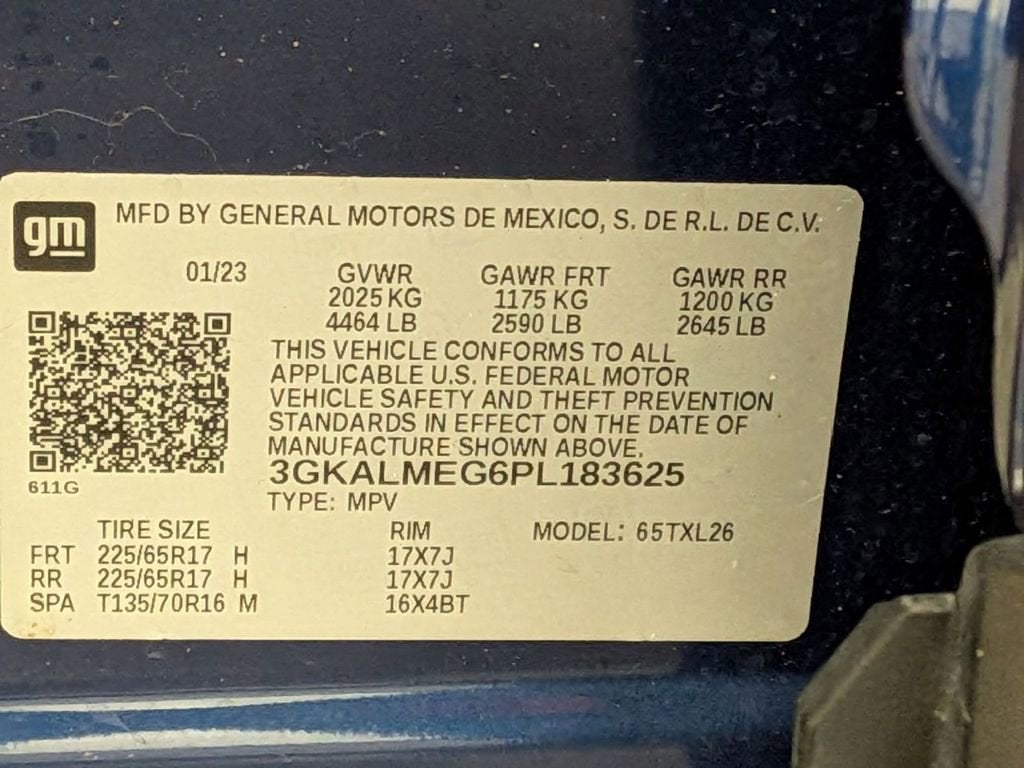 gm
MFD BY GENERAL MOTORS DE MEXICO, S. DE R.L. DE C.V.
01/23 GVWR GAWR FRT GAWR RR
2025 KG 1175 KG 1200 KG
4464 LB 2590 LB 2645 LB
THIS VEHICLE CONFORMS TO ALL
APPLICABLE U.S. FEDERAL MOTOR
VEHICLE SAFETY AND THEFT PREVENTION
STANDARDS IN EFFECT ON THE DATE OF
MANUFACTURE SHOWN ABOVE.
3GKALMEG6PL183625
611G
TYPE: MPV
TIRE SIZE RIM MODEL: 65TXL26
FRT 225/65R17 H 17X7J
RR 225/65R17 H 17X7J
SPA T135/70R16 M 16X4BT